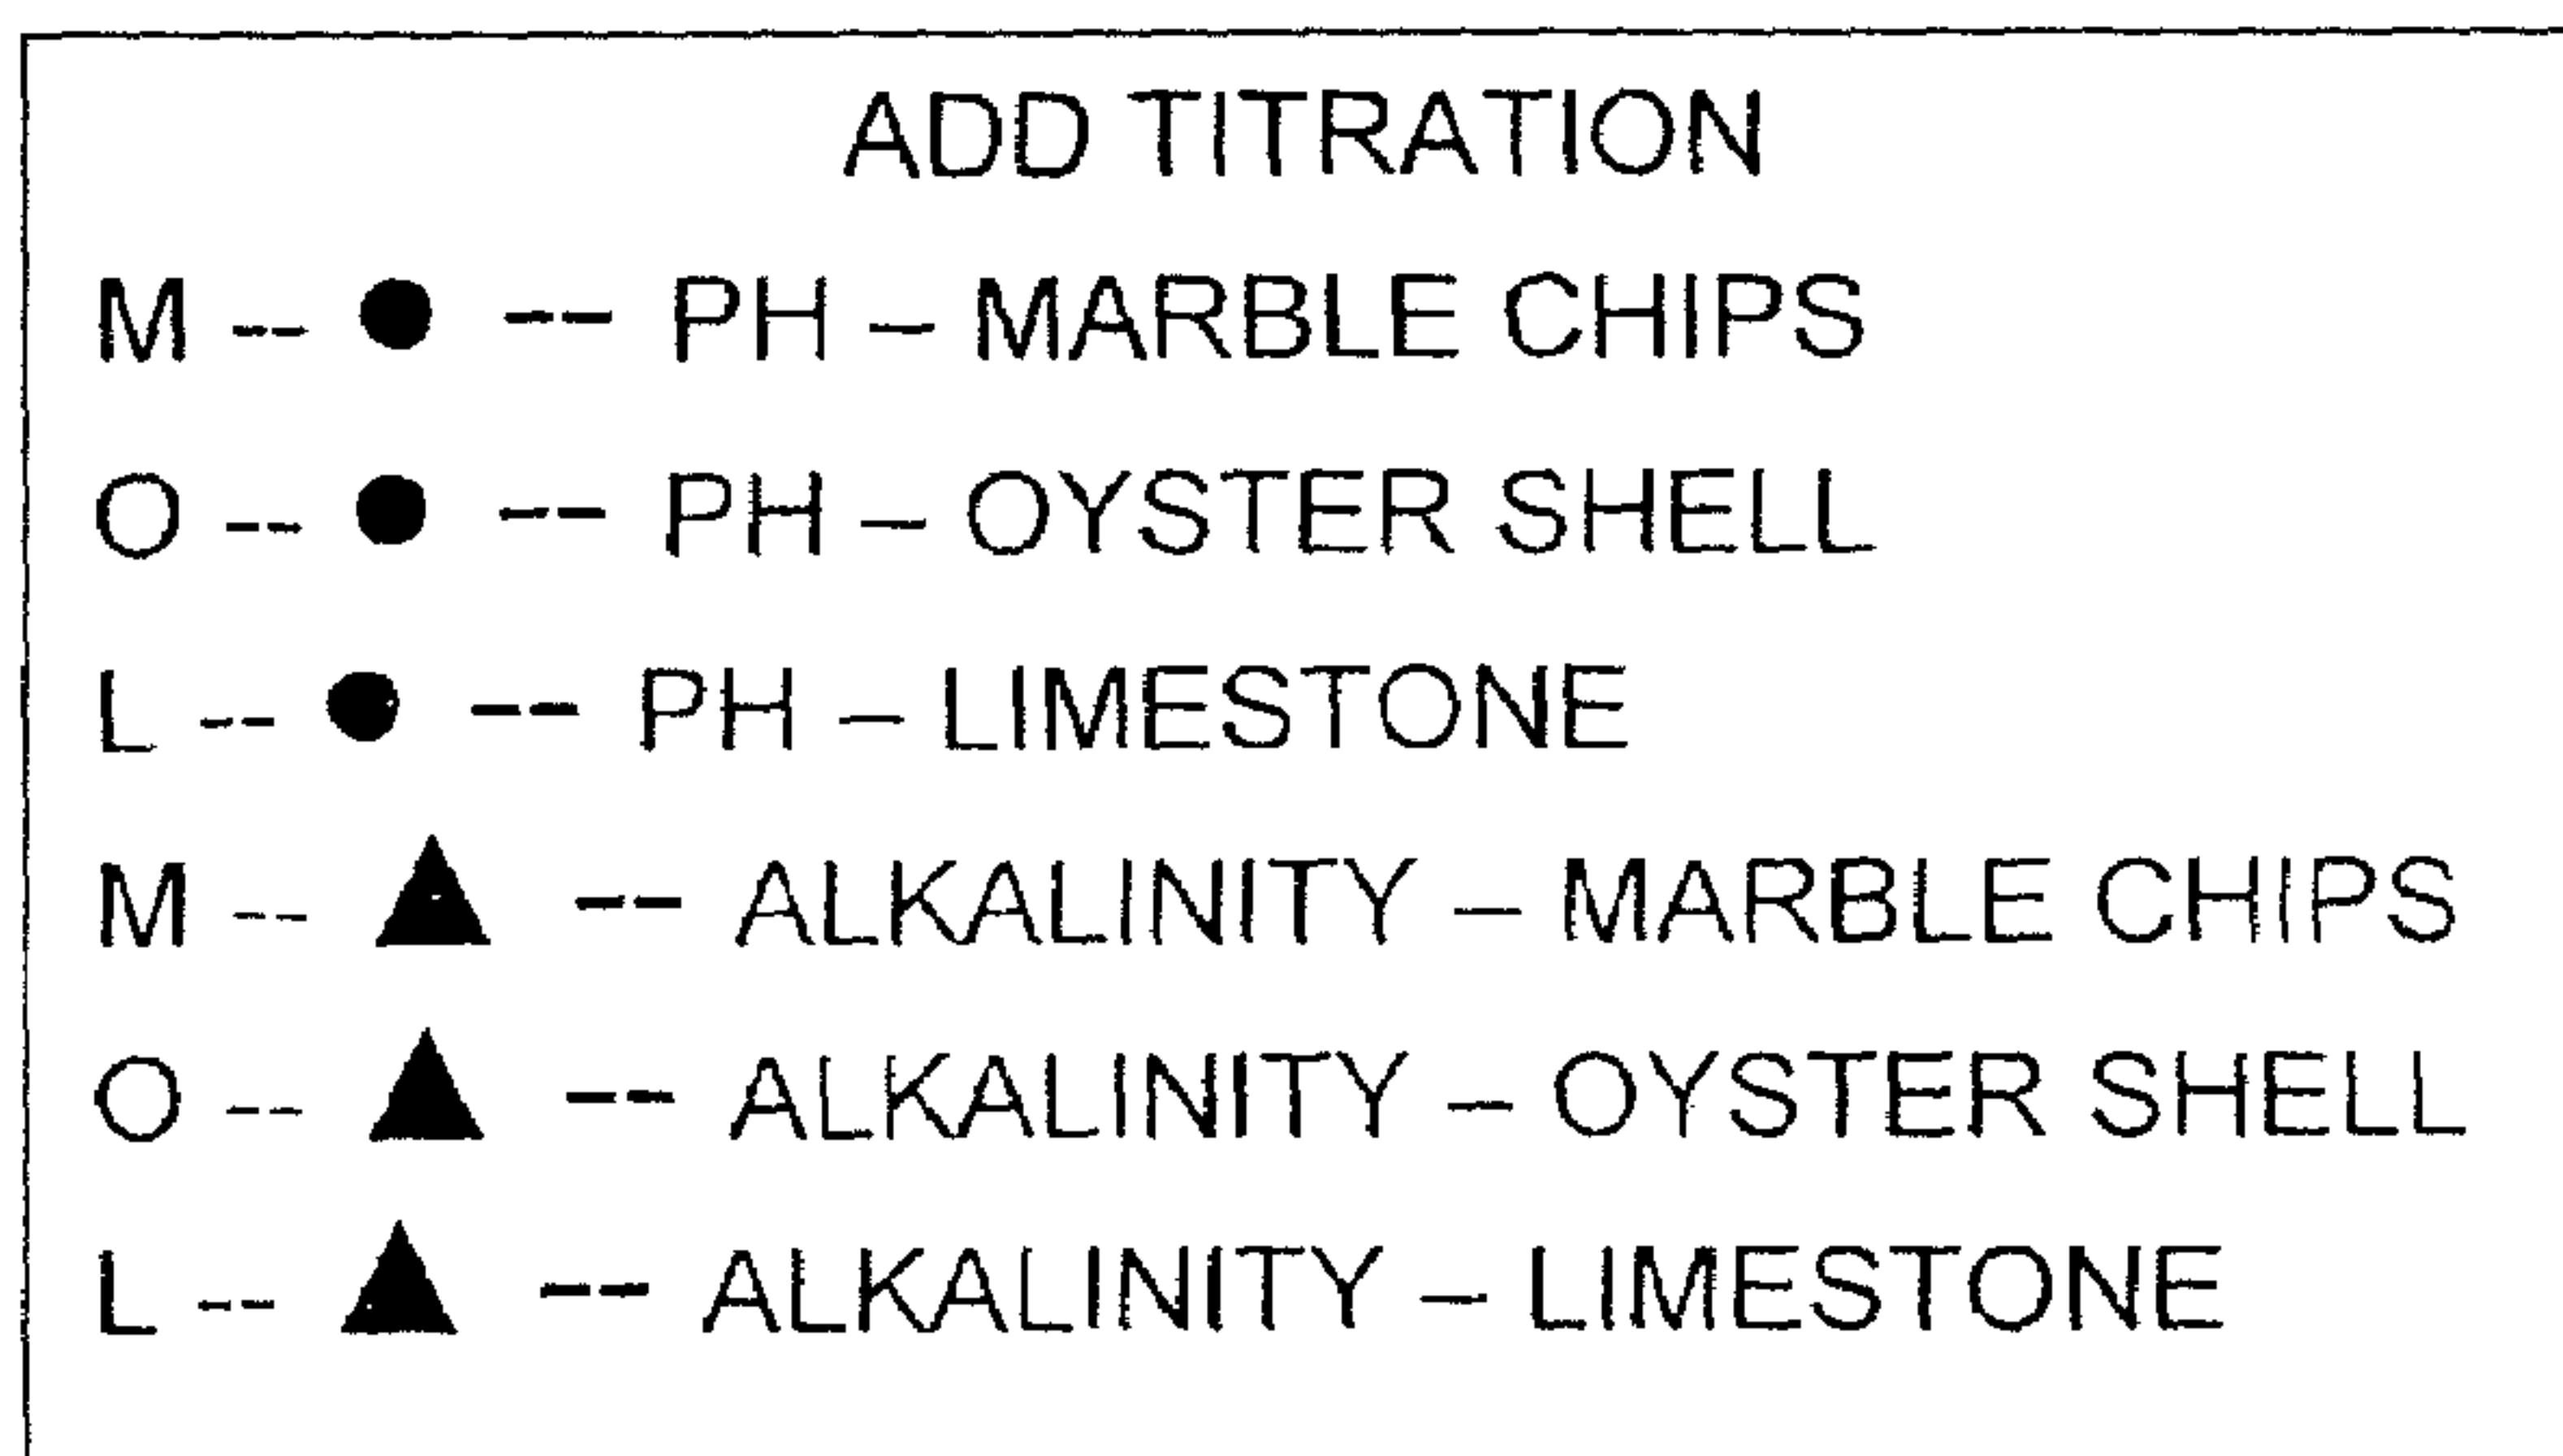 ADD TITRATION
M -- ● -- PH – MARBLE CHIPS
O -- ● -- PH – OYSTER SHELL
L -- ● -- PH – LIMESTONE
M -- ▲ -- ALKALINITY – MARBLE CHIPS
O -- ▲ -- ALKALINITY – OYSTER SHELL
L -- ▲ -- ALKALINITY – LIMESTONE